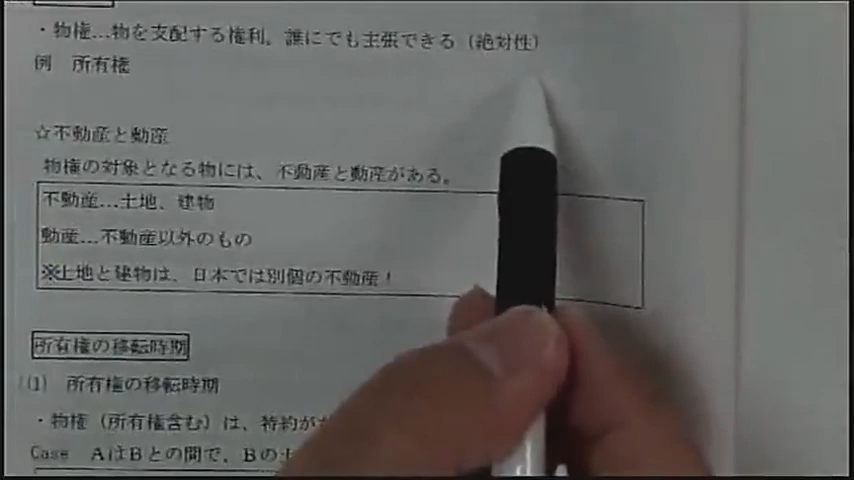 ・物権…物を支配する権利。誰にでも主張できる（絶対性）
例　所有権
☆不動産と動産
物権の対象となる物には、不動産と動産がある。
不動産…土地、建物
動産…不動産以外のもの
※土地と建物は、日本では別個の不動産！
所有権の移転時期
(1)　所有権の移転時期
・物権（所有権含む）は、特約が
Case　AはBとの間で、Bの